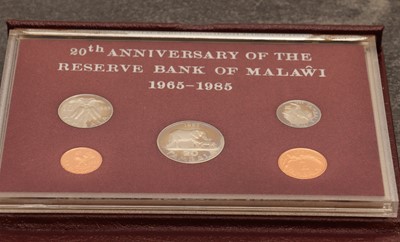 20th ANNIVERSARY OF THE
RESERVE BANK OF MALAŴI
1965-1985